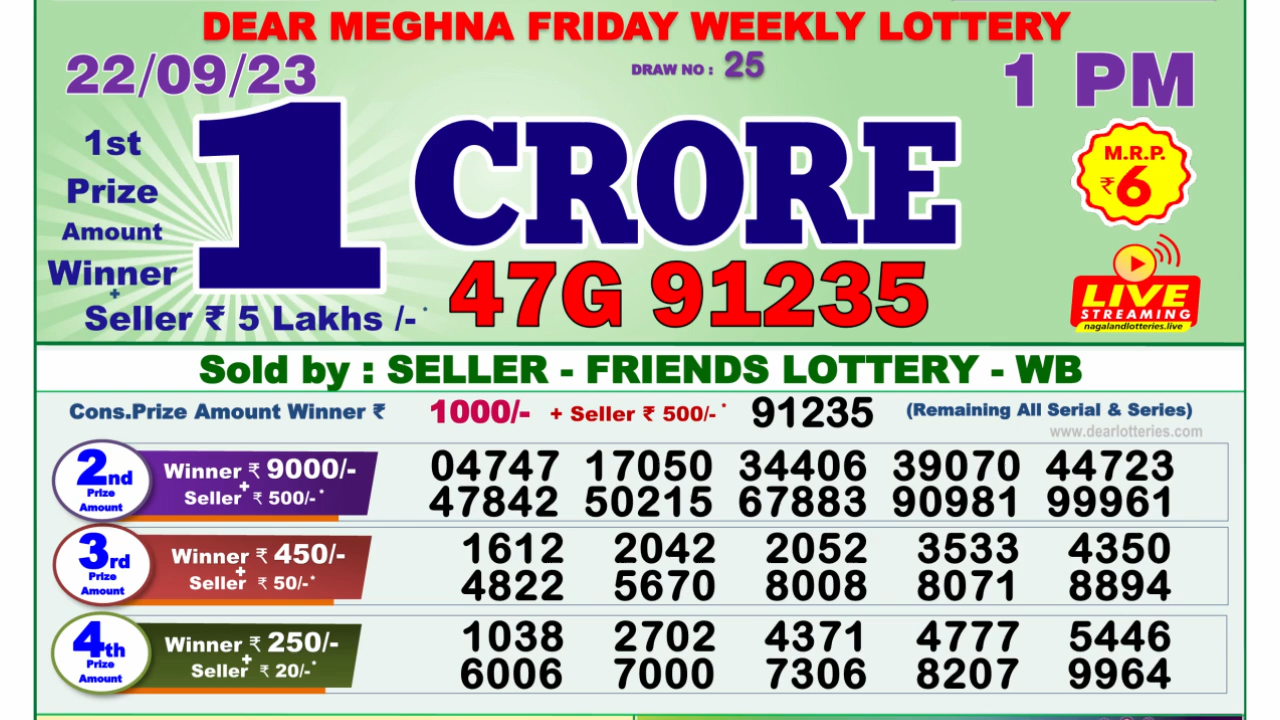 DEAR MEGHNA FRIDAY WEEKLY LOTTERY
22/09/23
DRAW NO : 25
1 PM
1st
Prize
Amount
1 CRORE
M.R.P.
₹6
Winner
+
47G 91235
Seller ₹ 5 Lakhs /-*
LIVE
STREAMING
nagalandlotteries.live
Sold by : SELLER - FRIENDS LOTTERY - WB
Cons.Prize Amount Winner ₹ 1000/- + Seller ₹ 500/-* 91235 (Remaining All Serial & Series)
www.dearlotteries.com
2nd
Prize
Amount
Winner ₹ 9000/-
+
Seller ₹ 500/-*
04747 17050 34406 39070 44723
47842 50215 67883 90981 99961
3rd
Prize
Amount
Winner ₹ 450/-
+
Seller ₹ 50/-*
1612 2042 2052 3533 4350
4822 5670 8008 8071 8894
4th
Prize
Amount
Winner ₹ 250/-
+
Seller ₹ 20/-*
1038 2702 4371 4777 5446
6006 7000 7306 8207 9964